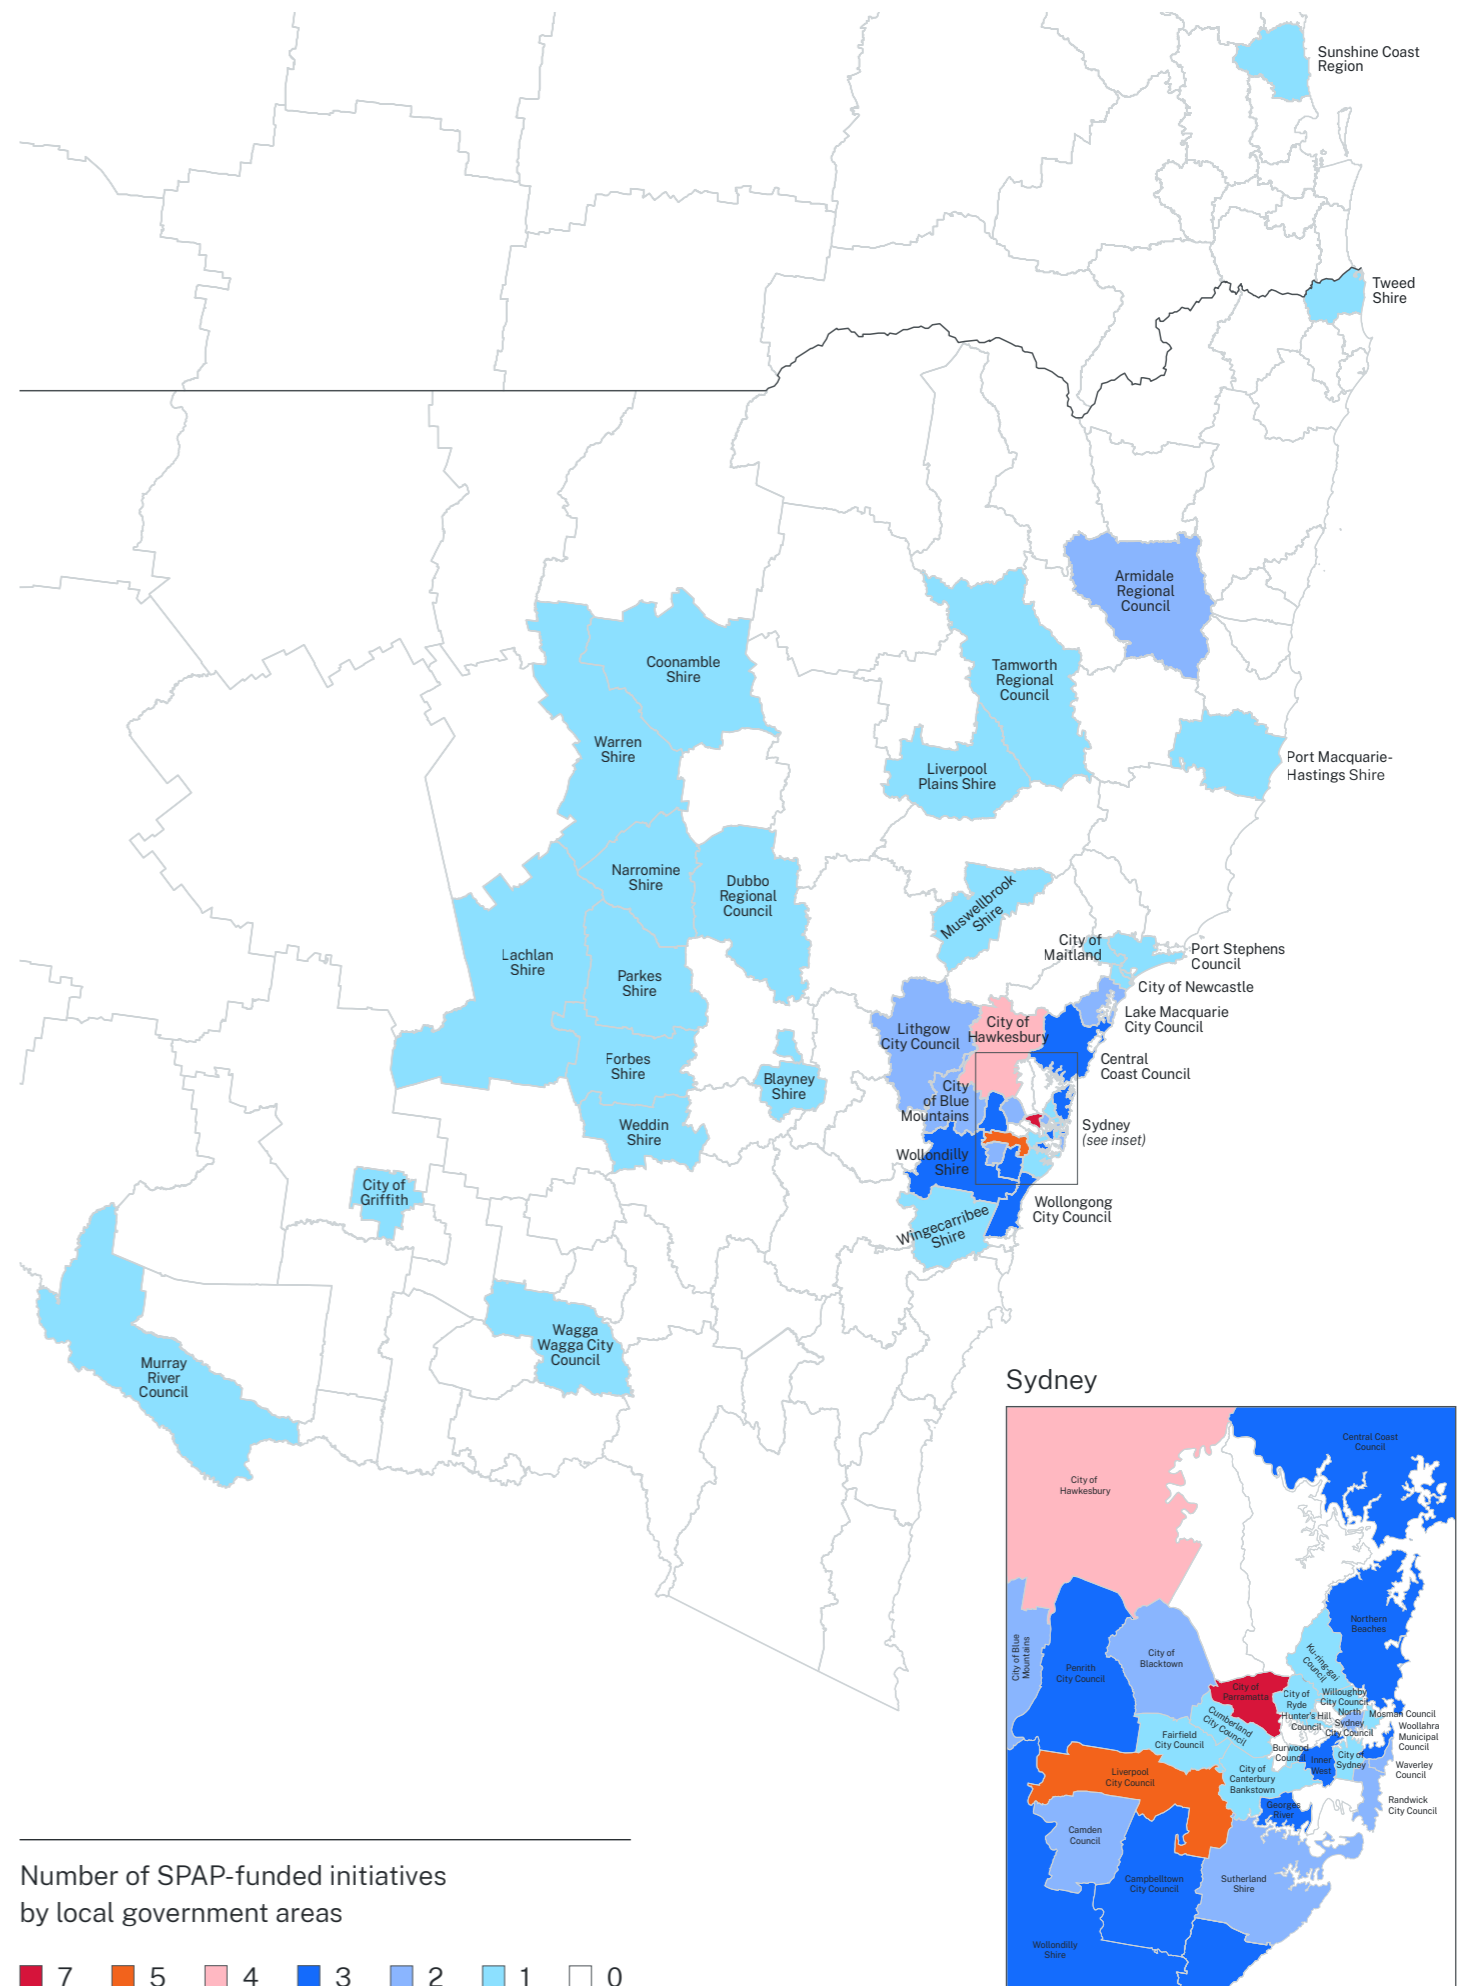 Sunshine Coast
Region
Tweed
Shire
Armidale
Regional
Council
Coonamble
Shire
Tamworth
Regional
Council
Warren
Shire
Liverpool
Plains Shire
Port Macquarie-
Hastings Shire
Narromine
Shire
Dubbo
Regional
Council
Muswellbrook
Shire
Lachlan
Shire
Parkes
Shire
City of
Maitland
Port Stephens
Council
City of Newcastle
Lake Macquarie
City Council
Lithgow
City Council
City of
Hawkesbury
Central
Coast Council
Forbes
Shire
Blayney
Shire
City
of Blue
Mountains
Weddin
Shire
Sydney
(see inset)
Wollondilly
Shire
City of
Griffith
Wollongong
City Council
Wingecarribee
Shire
Wagga
Wagga City
Council
Murray
River
Council
Sydney
Central Coast
Council
City of
Hawkesbury
Northern
Beaches
City of Blue
Mountains
Penrith
City Council
City of
Blacktown
Ku-ring-gai
Council
City of
Parramatta
City of
Ryde
Willoughby
City Council
Hunter's Hill
Council
North
Sydney
City Council
Mosman Council
Woollahra
Municipal
Council
Cumberland
City Council
Fairfield
City Council
Burwood
Council
Inner
West
City of
Sydney
Waverley
Council
Liverpool
City Council
City of
Canterbury
Bankstown
Georges
River
Randwick
City Council
Camden
Council
Campbelltown
City Council
Sutherland
Shire
Wollondilly
Shire
Number of SPAP-funded initiatives
by local government areas
7 5 4 3 2 1 0